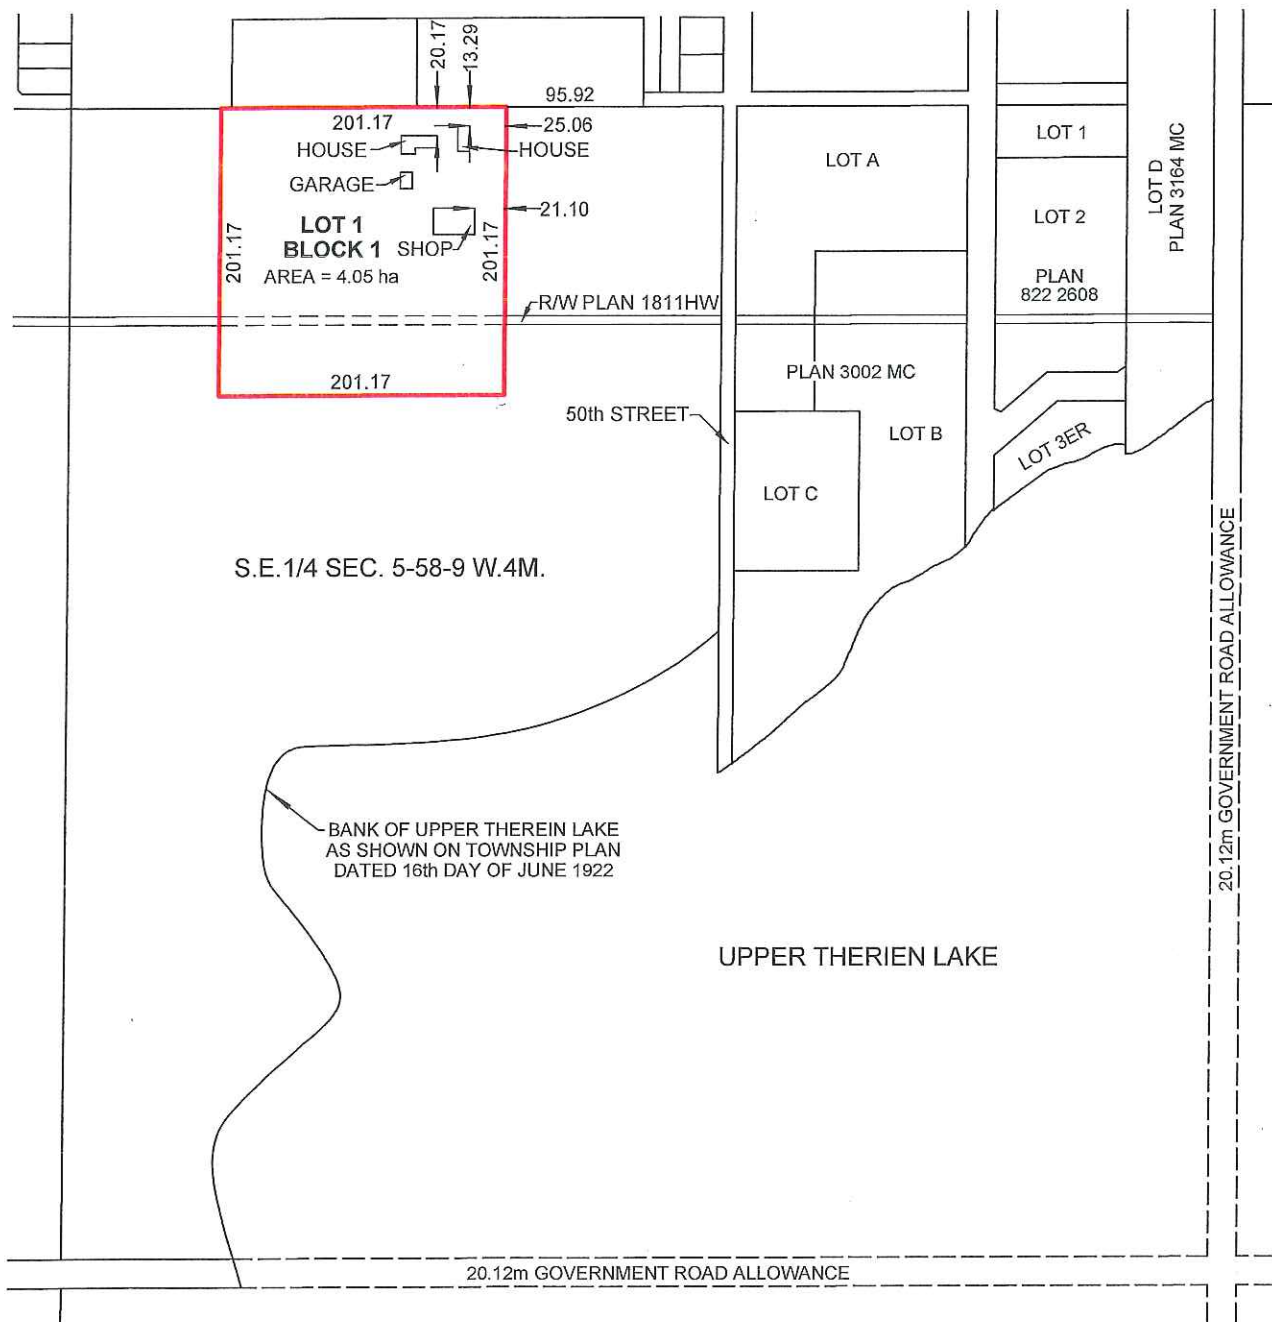 20.17
13.29
95.92
201.17
25.06
HOUSE
HOUSE
GARAGE
21.10
LOT 1
BLOCK 1
SHOP
AREA = 4.05 ha
201.17
201.17
R/W PLAN 1811HW
201.17
LOT A
LOT 1
LOT 2
PLAN
822 2608
LOT D
PLAN 3164 MC
PLAN 3002 MC
50th STREET
LOT B
LOT 3ER
LOT C
S.E.1/4 SEC. 5-58-9 W.4M.
20.12m GOVERNMENT ROAD ALLOWANCE
BANK OF UPPER THEREIN LAKE
AS SHOWN ON TOWNSHIP PLAN
DATED 16th DAY OF JUNE 1922
UPPER THERIEN LAKE
20.12m GOVERNMENT ROAD ALLOWANCE